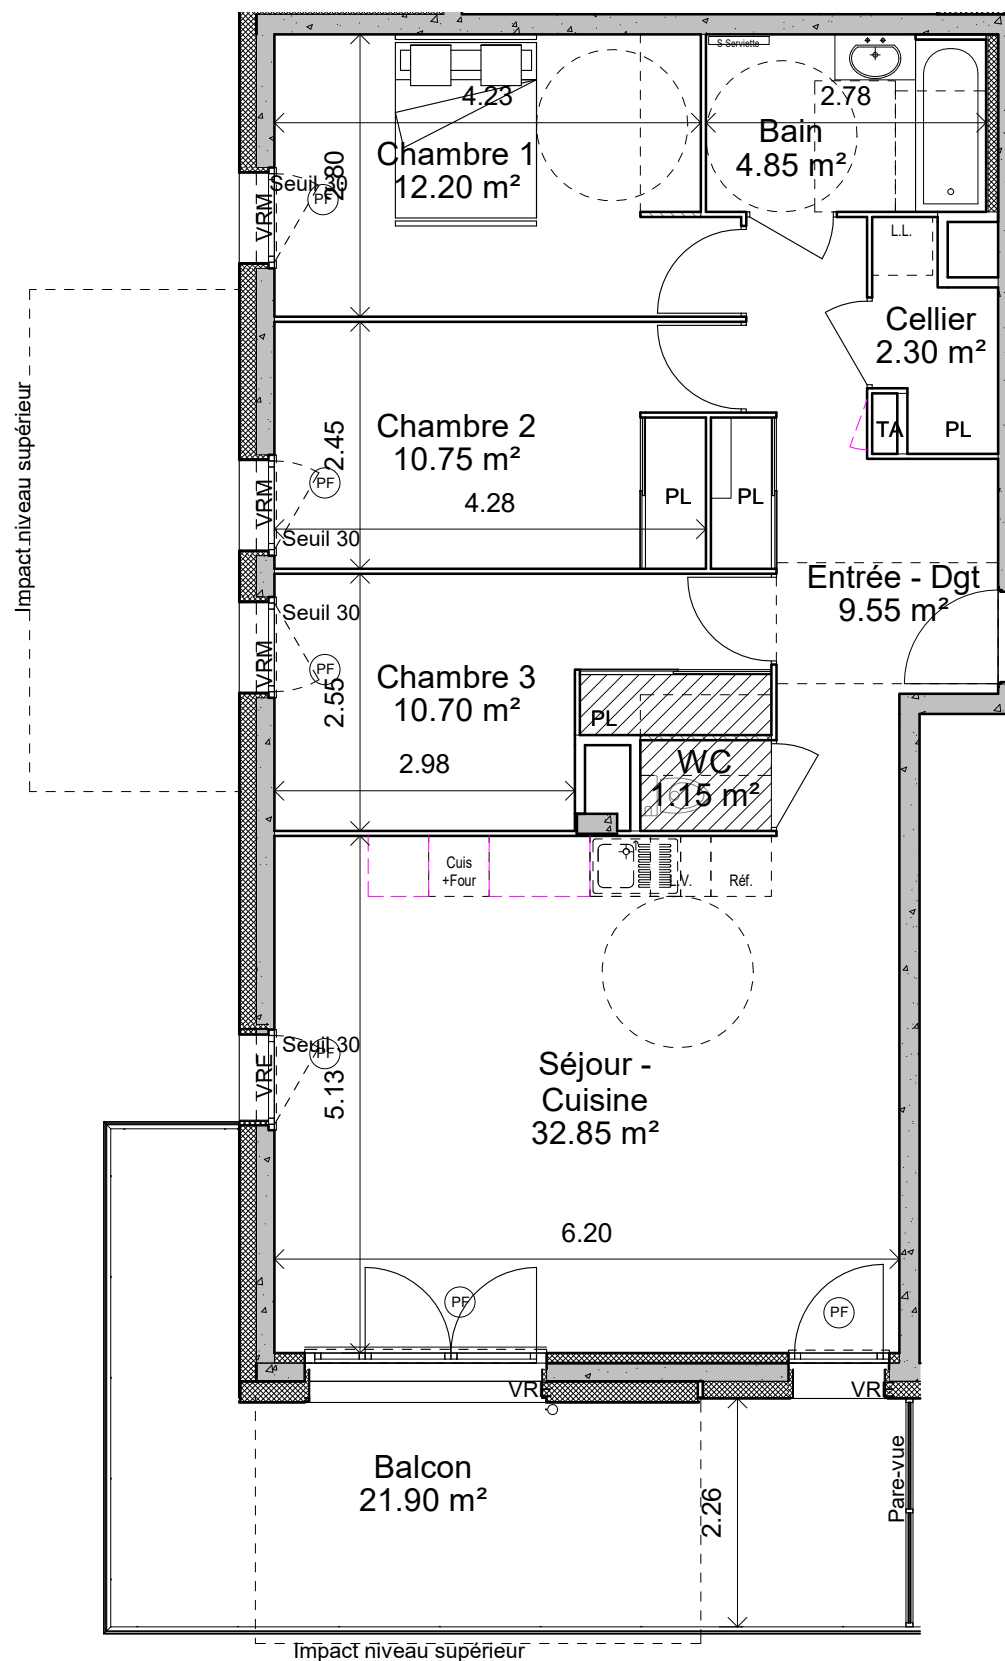 S Serviette
4.23
2.78
Chambre 1
12.20 m²
Bain
4.85 m²
2.80
Seuil 30
PF
VRM
L.L.
Cellier
2.30 m²
Impact niveau supérieur
Chambre 2
10.75 m²
2.45
TA
PL
PF
VRM
4.28
PL
PL
Seuil 30
Entrée - Dgt
9.55 m²
Seuil 30
VRM
PF
2.55
Chambre 3
10.70 m²
PL
WC
1.15 m²
2.98
Cuis
+Four
L.V.
Réf.
Seuil 30
PF
VRE
5.13
Séjour -
Cuisine
32.85 m²
6.20
PF
PF
VRE
VRE
Balcon
21.90 m²
2.26
Pare-vue
Impact niveau supérieur